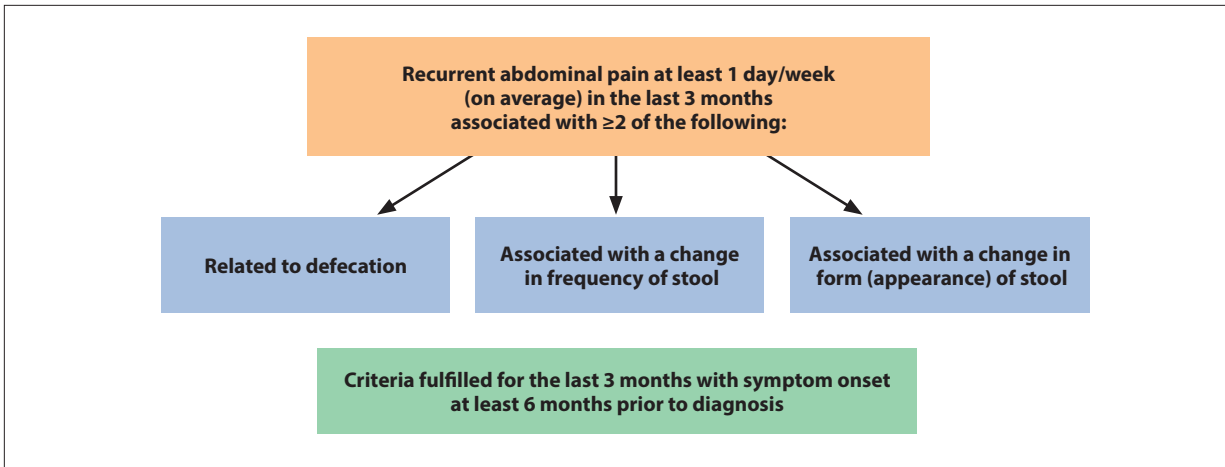 Recurrent abdominal pain at least 1 day/week
(on average) in the last 3 months
associated with ≥2 of the following:
Related to defecation
Associated with a change
in frequency of stool
Associated with a change in
form (appearance) of stool
Criteria fulfilled for the last 3 months with symptom onset
at least 6 months prior to diagnosis